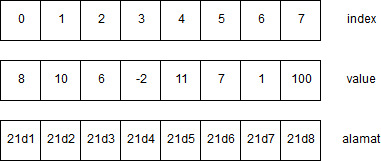 0 1 2 3 4 5 6 7 index
8 10 6 -2 11 7 1 100 value
21d1 21d2 21d3 21d4 21d5 21d6 21d7 21d8 alamat